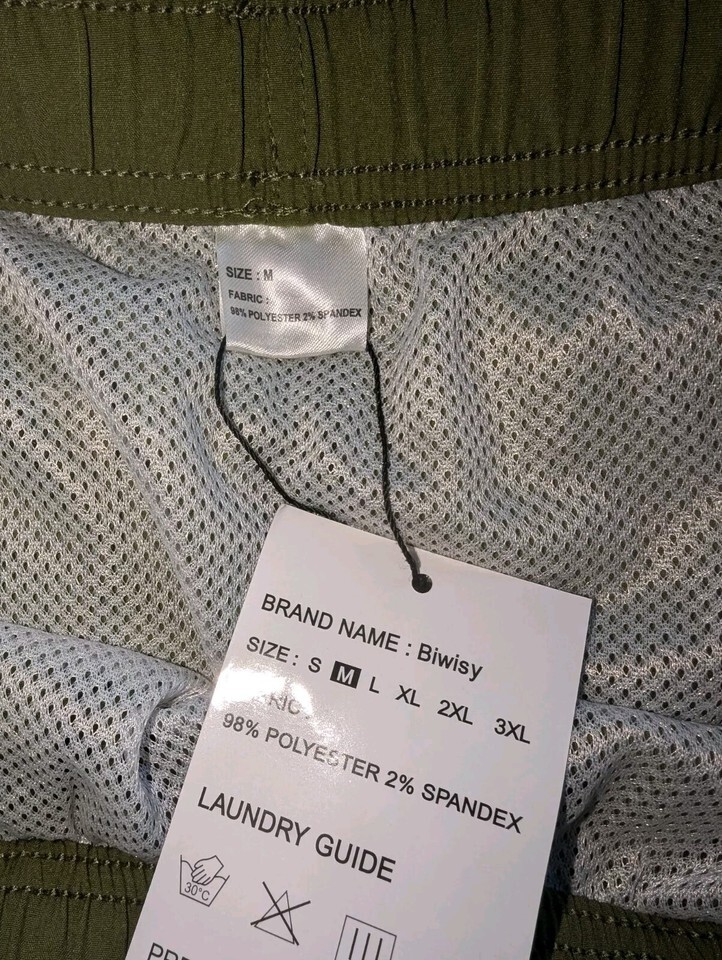 SIZE : M
FABRIC :
98% POLYESTER 2% SPANDEX
BRAND NAME : Biwisy
SIZE : S M L XL 2XL 3XL
98% POLYESTER 2% SPANDEX
LAUNDRY GUIDE
30°C